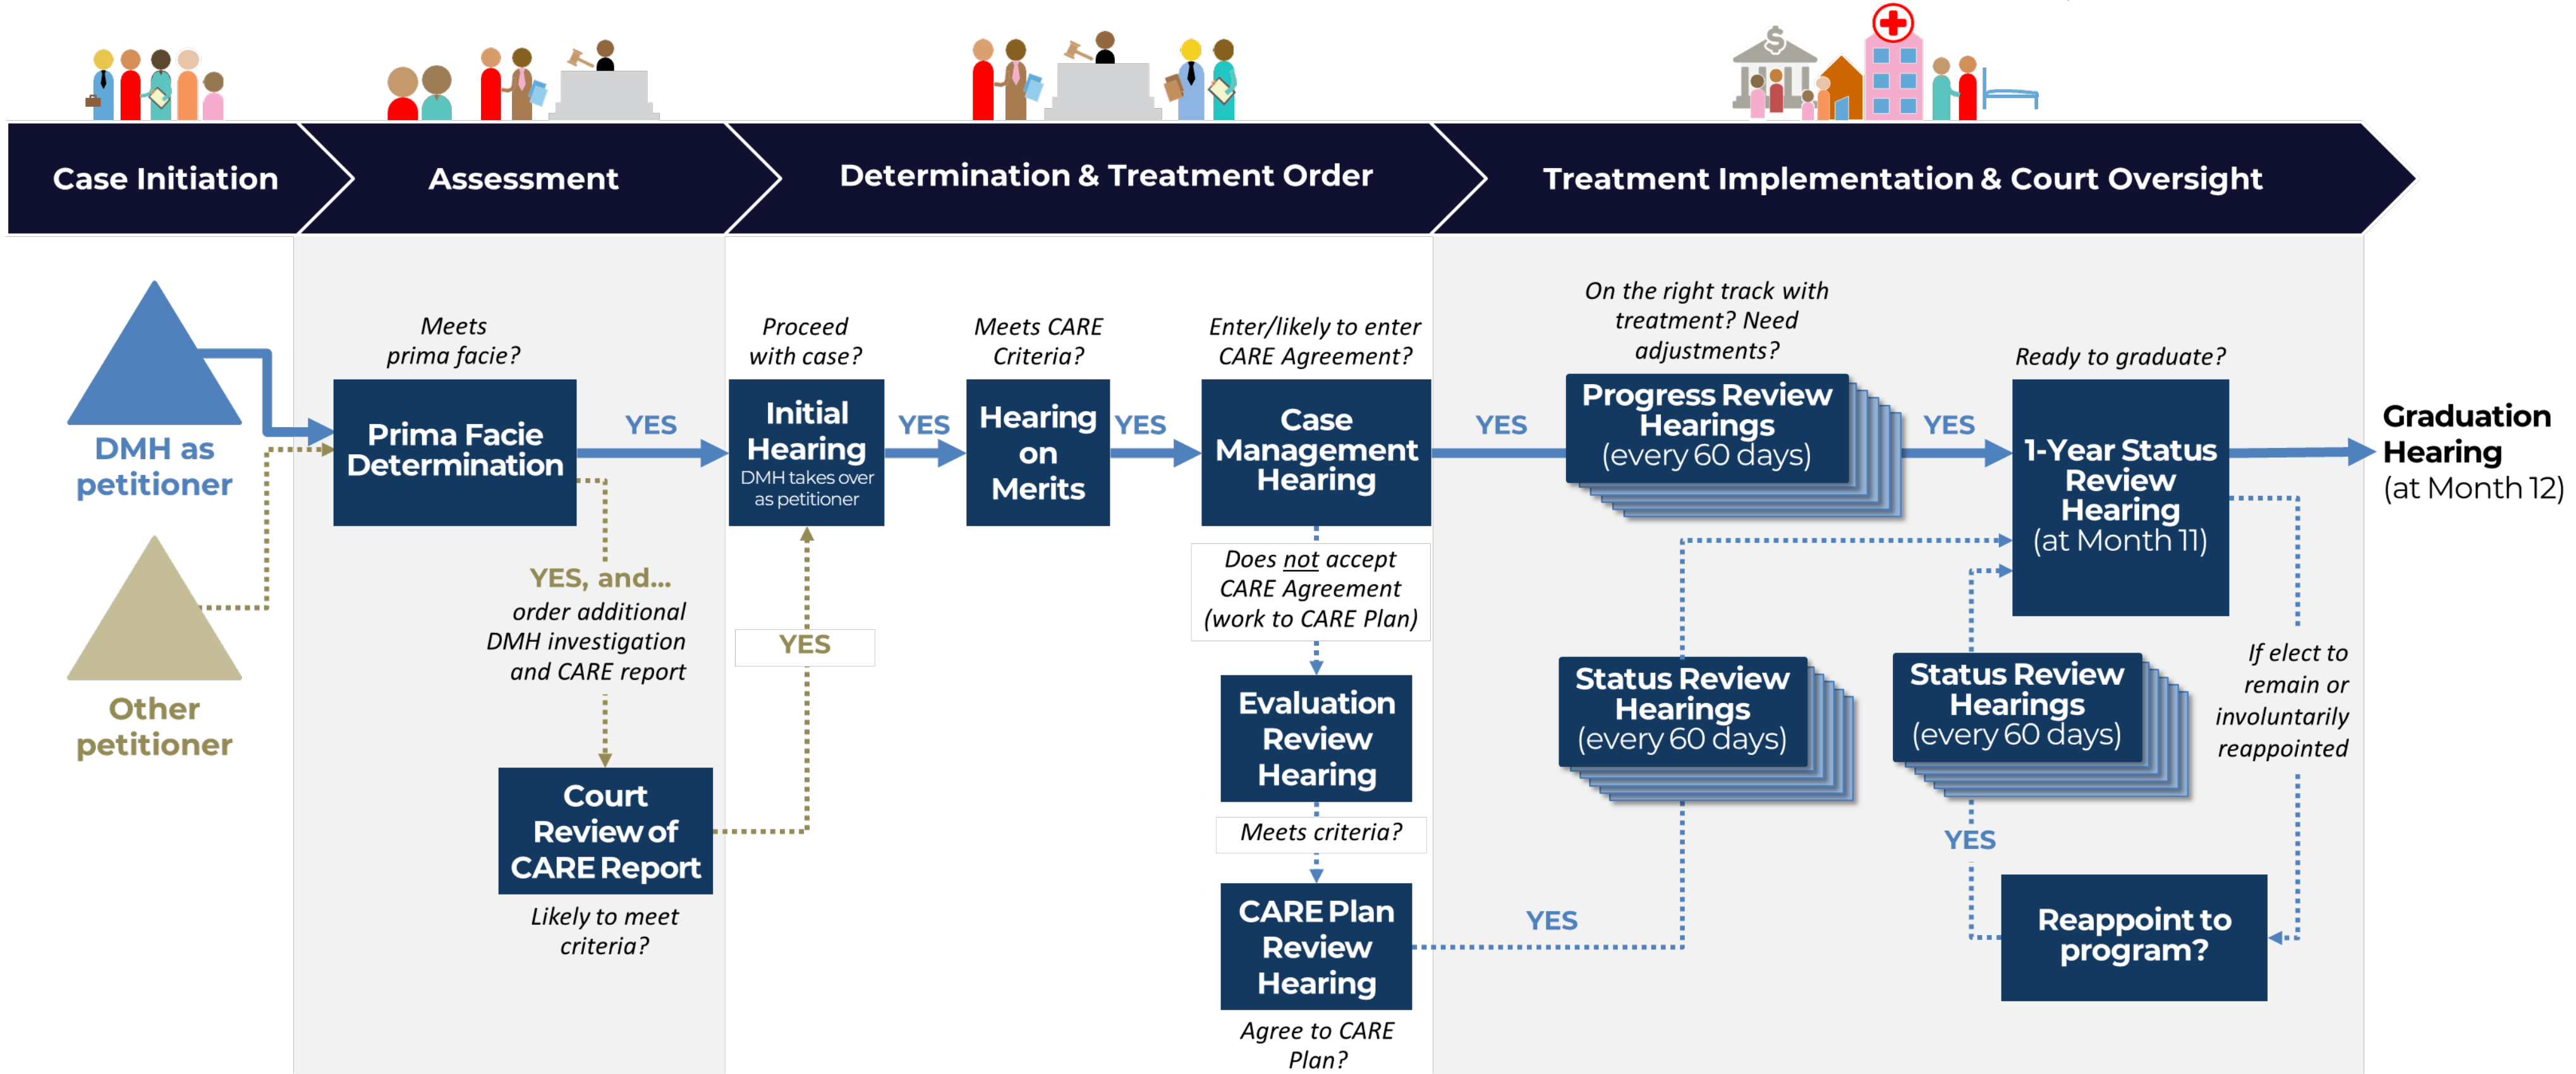 Case Initiation
Assessment
Determination & Treatment Order
Treatment Implementation & Court Oversight
DMH as
petitioner
Other
petitioner
Meets
prima facie?
Prima Facie
Determination
YES
YES, and...
order additional
DMH investigation
and CARE report
Court
Review of
CARE Report
Likely to meet
criteria?
YES
Proceed
with case?
Initial
Hearing
DMH takes over
as petitioner
YES
Meets CARE
Criteria?
Hearing
on
Merits
YES
Enter/likely to enter
CARE Agreement?
Case
Management
Hearing
Does not accept
CARE Agreement
(work to CARE Plan)
Evaluation
Review
Hearing
Meets criteria?
CARE Plan
Review
Hearing
Agree to CARE
Plan?
YES
On the right track with
treatment? Need
adjustments?
Progress Review
Hearings
(every 60 days)
YES
YES
Status Review
Hearings
(every 60 days)
Ready to graduate?
1-Year Status
Review
Hearing
(at Month 11)
Status Review
Hearings
(every 60 days)
YES
If elect to
remain or
involuntarily
reappointed
Reappoint to
program?
Graduation
Hearing
(at Month 12)
$